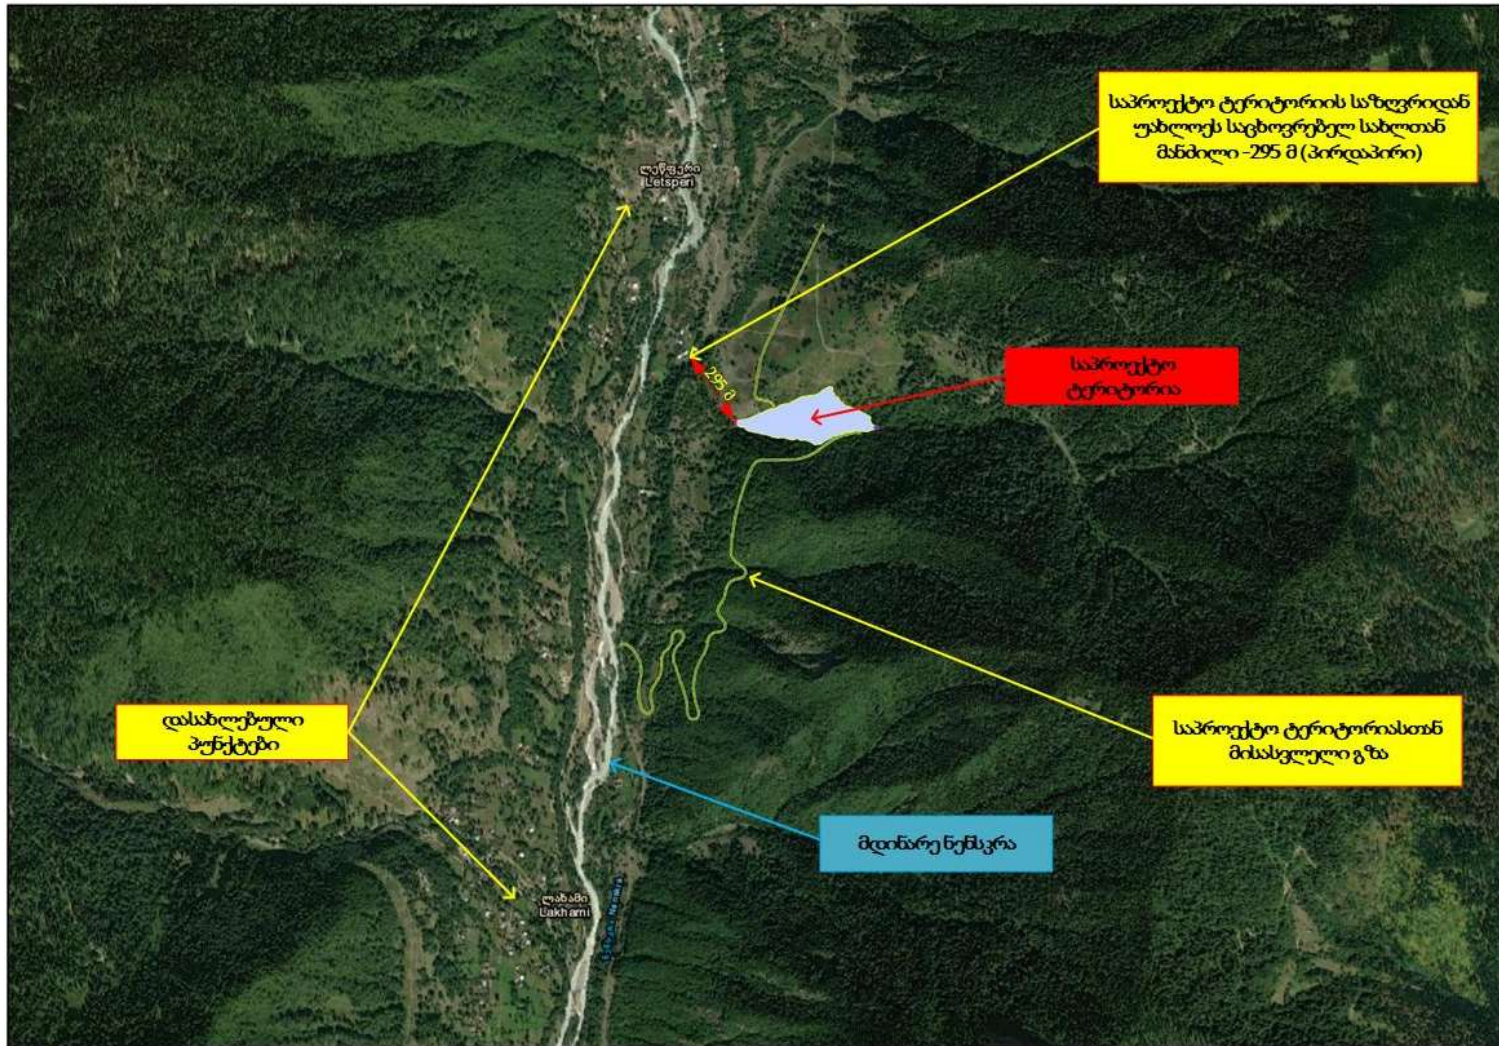 საპროექტო ტერიტორიის საზღვრიდან
უახლოეს საცხოვრებელ სახლთან
მანძილი -295 მ (პირდაპირი)
ლეწფერი
Letsperi
295 მ
საპროექტო
ტერიტორია
დასახლებული
პუნქტები
საპროექტო ტერიტორიასთან
მისასვლელი გზა
მდინარე ნენსკრა
ლახამი
Lakhami